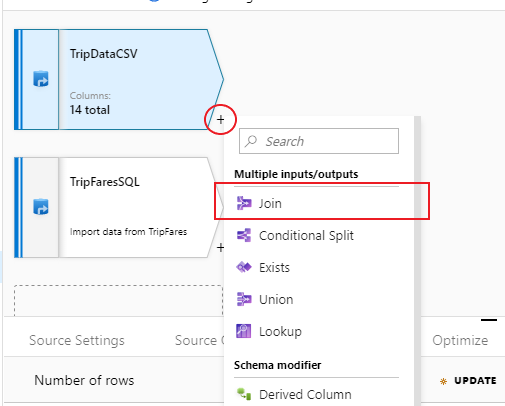 TripDataCSV
Columns:
14 total
+
Search
Multiple inputs/outputs
Join
TripFaresSQL
Import data from TripFares
+
Conditional Split
Exists
Union
Lookup
Schema modifier
Derived Column
Source Settings
Source
Optimize
Number of rows
UPDATE